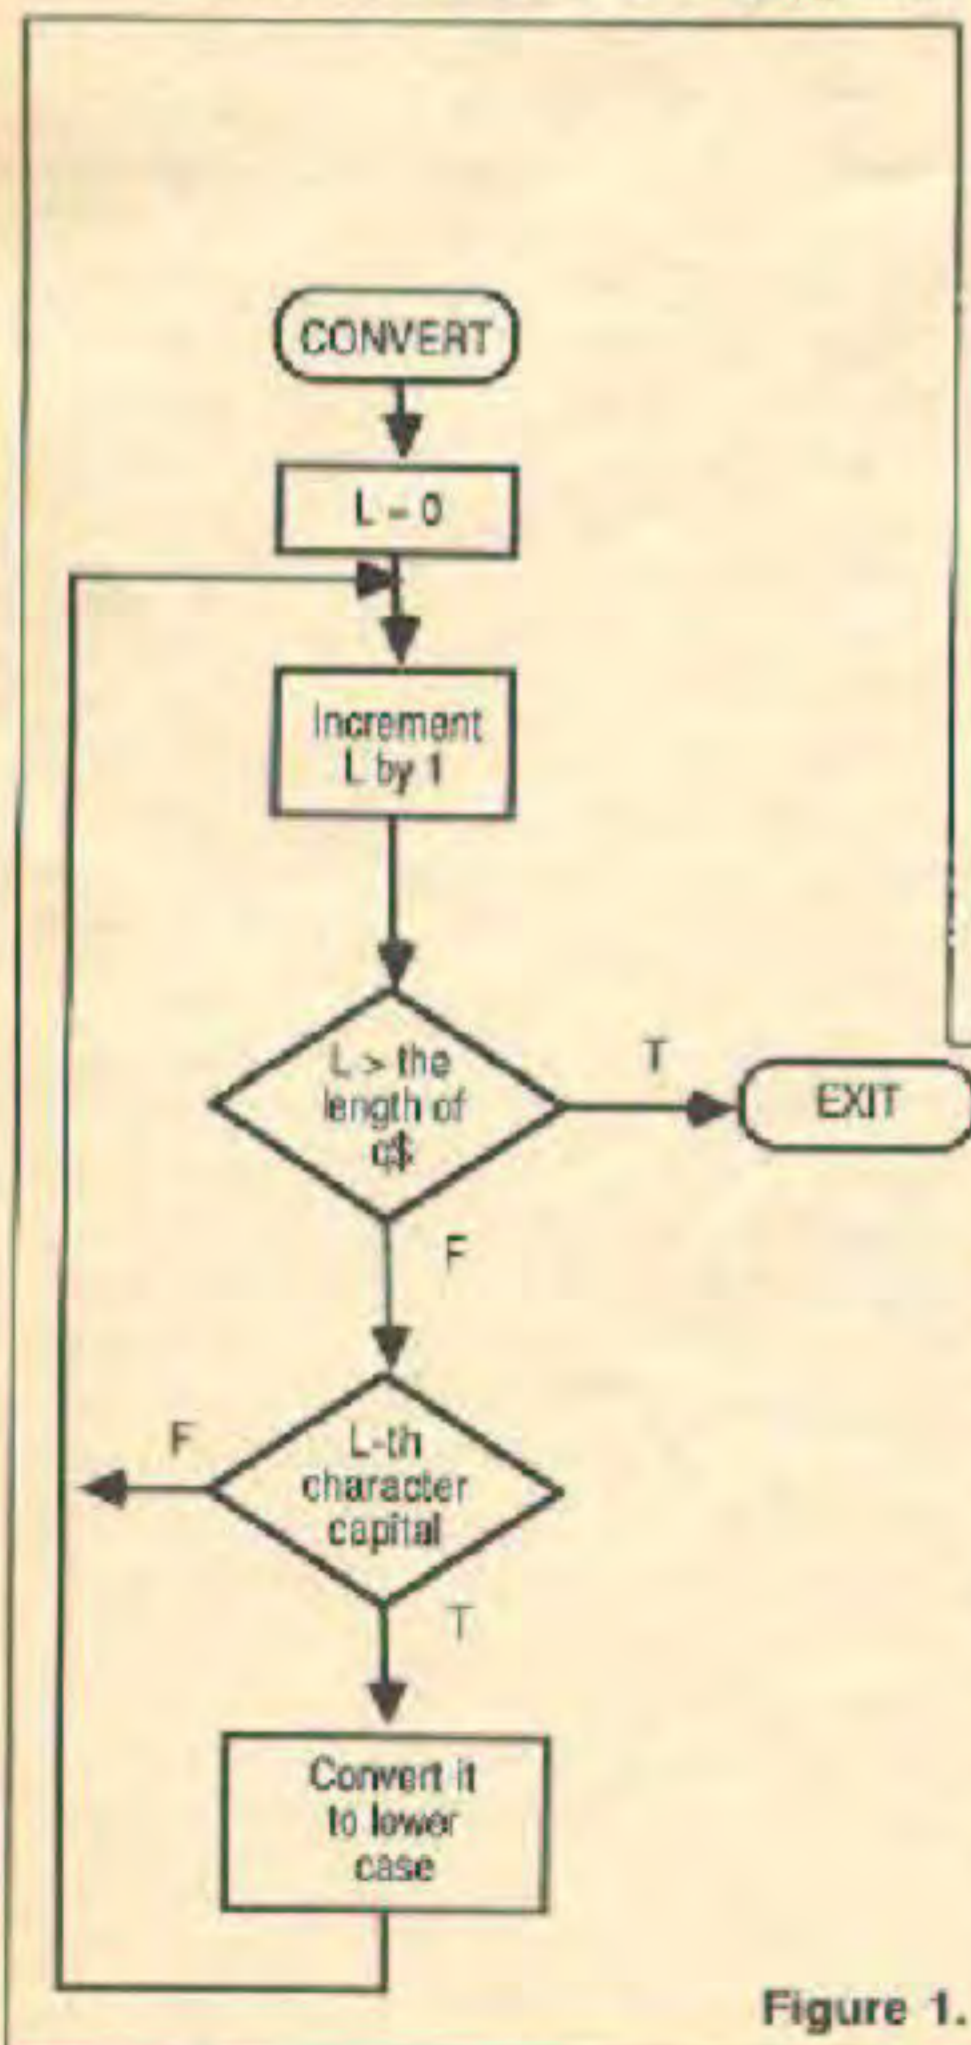 CONVERT
L = 0
Increment
L by 1
L > the
length of
q$
T
EXIT
F
F
L-th
character
capital
T
Convert it
to lower
case
Figure 1.